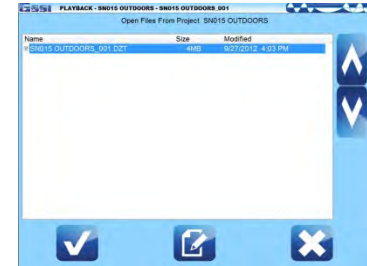 GSSI PLAYBACK - SN015 OUTDOORS - SN015 OUTDOORS_001
Open Files From Project SN015 OUTDOORS
Name Size Modified
SN015 OUTDOORS_001.DZT 4MB 9/27/2012 4:03 PM